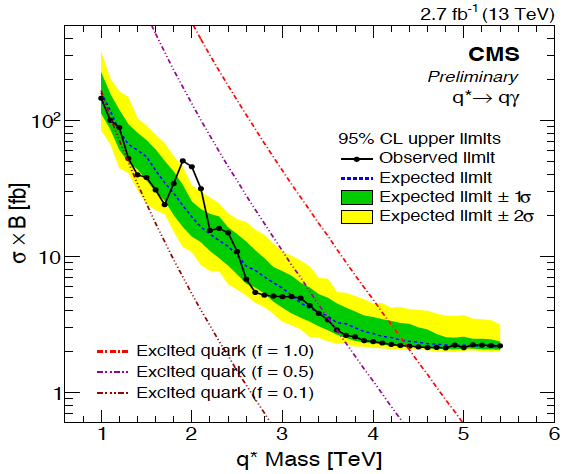 2.7 fb⁻¹ (13 TeV)
CMS
Preliminary
q*→ qγ
95% CL upper limits
Observed limit
Expected limit
Expected limit ± 1σ
Expected limit ± 2σ
σ × B [fb]
10²
10
1
Excited quark (f = 1.0)
Excited quark (f = 0.5)
Excited quark (f = 0.1)
1 2 3 4 5 6
q* Mass [TeV]